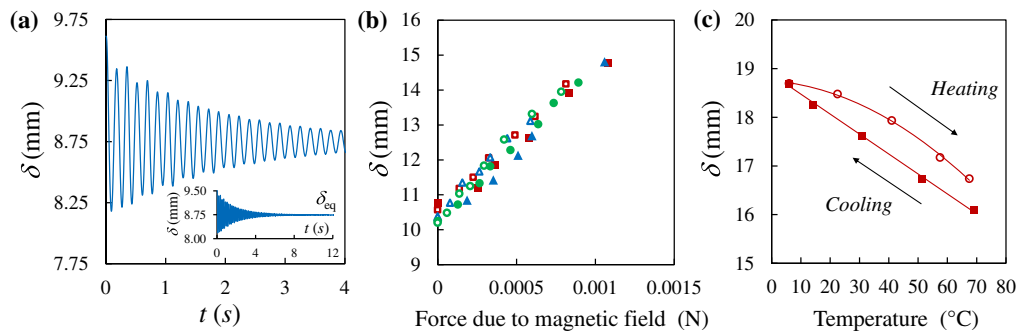 (a)
9.75
9.25
8.75
8.25
7.75
δ (mm)
0 1 2 3 4
t (s)
9.50
8.75
8.00
δ (mm)
δeq
t (s)
0 4 8 12
(b)
16
15
14
13
12
11
10
9
δ (mm)
0 0.0005 0.001 0.0015
Force due to magnetic field (N)
(c)
20
19
18
17
16
15
δ (mm)
Heating
Cooling
0 10 20 30 40 50 60 70 80
Temperature (°C)